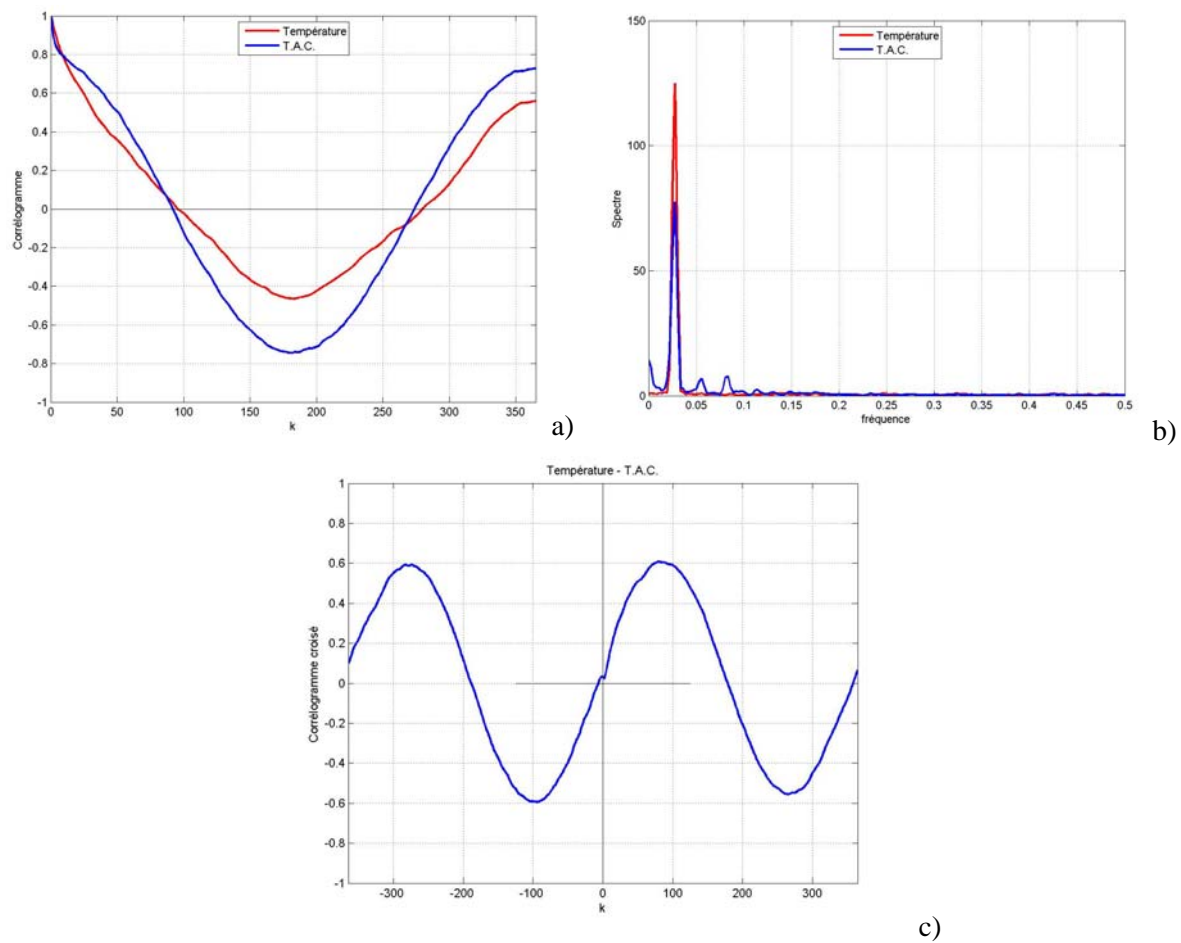 Température
T.A.C.
Corrélogramme
1
0.8
0.6
0.4
0.2
0
-0.2
-0.4
-0.6
-0.8
-1
0 50 100 150 200 250 300 350
k
a)
Température
T.A.C.
Spectre
150
100
50
0
0 0.05 0.1 0.15 0.2 0.25 0.3 0.35 0.4 0.45 0.5
fréquence
b)
Température - T.A.C.
Corrélogramme croisé
1
0.8
0.6
0.4
0.2
0
-0.2
-0.4
-0.6
-0.8
-1
-300 -200 -100 0 100 200 300
k
c)